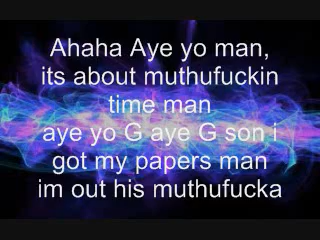 Ahaha Aye yo man,
its about muthufuckin
time man
aye yo G aye G son i
got my papers man
im out his muthufucka